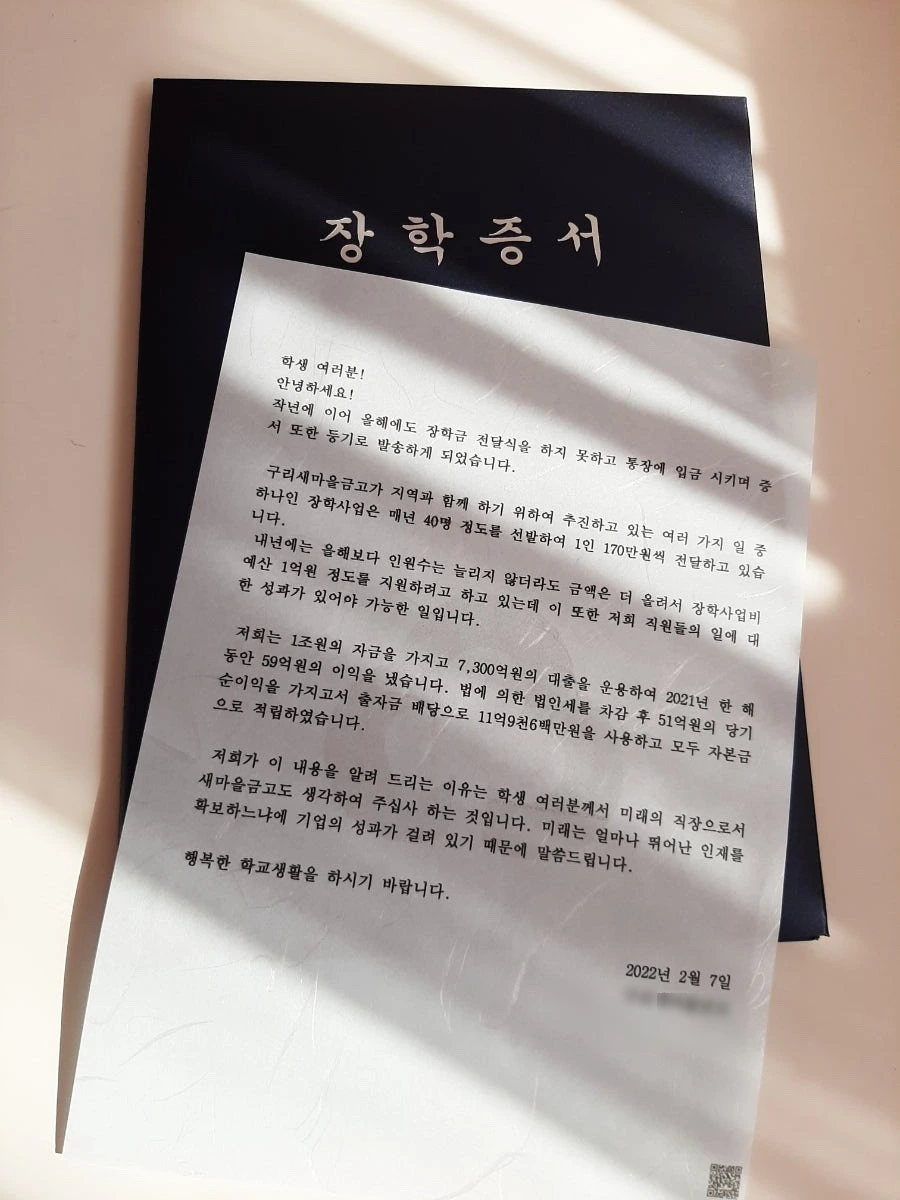 장학증서
학생 여러분!
안녕하세요!
작년에 이어 올해에도 장학금 전달식을 하지 못하고 통장에 입금 시키며 증
서 또한 등기로 발송하게 되었습니다.
구리새마을금고가 지역과 함께 하기 위하여 추진하고 있는 여러 가지 일 중
하나인 장학사업은 매년 40명 정도를 선발하여 1인 170만원씩 전달하고 있습
니다.
내년에는 올해보다 인원수는 늘리지 않더라도 금액은 더 올려서 장학사업비
예산 1억원 정도를 지원하려고 하고 있는데 이 또한 저희 직원들의 일에 대
한 성과가 있어야 가능한 일입니다.
저희는 1조원의 자금을 가지고 7,300억원의 대출을 운용하여 2021년 한 해
동안 59억원의 이익을 냈습니다. 법에 의한 법인세를 차감 후 51억원의 당기
순이익을 가지고서 출자금 배당으로 11억9천6백만원을 사용하고 모두 자본금
으로 적립하였습니다.
저희가 이 내용을 알려 드리는 이유는 학생 여러분께서 미래의 직장으로서
새마을금고도 생각하여 주십사 하는 것입니다. 미래는 얼마나 뛰어난 인재를
확보하느냐에 기업의 성과가 걸려 있기 때문에 말씀드립니다.
행복한 학교생활을 하시기 바랍니다.
2022년 2월 7일